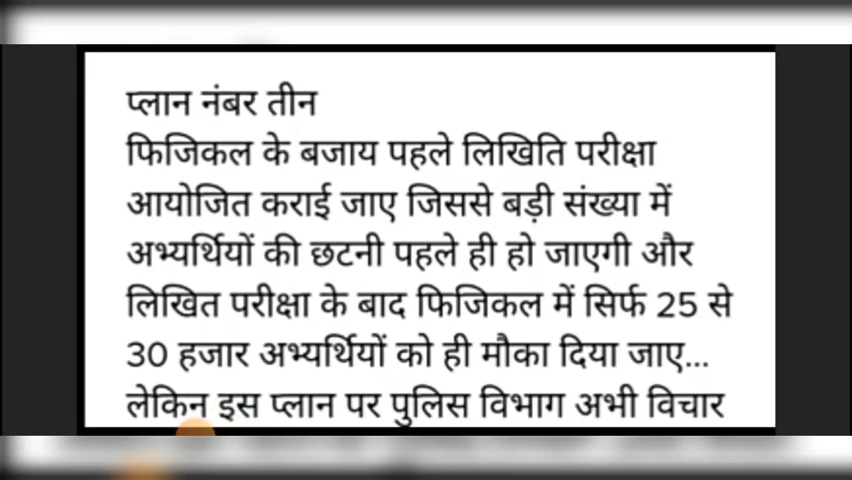 प्लान नंबर तीन
फिजिकल के बजाय पहले लिखिति परीक्षा
आयोजित कराई जाए जिससे बड़ी संख्या में
अभ्यर्थियों की छटनी पहले ही हो जाएगी और
लिखित परीक्षा के बाद फिजिकल में सिर्फ 25 से
30 हजार अभ्यर्थियों को ही मौका दिया जाए...
लेकिन इस प्लान पर पुलिस विभाग अभी विचार